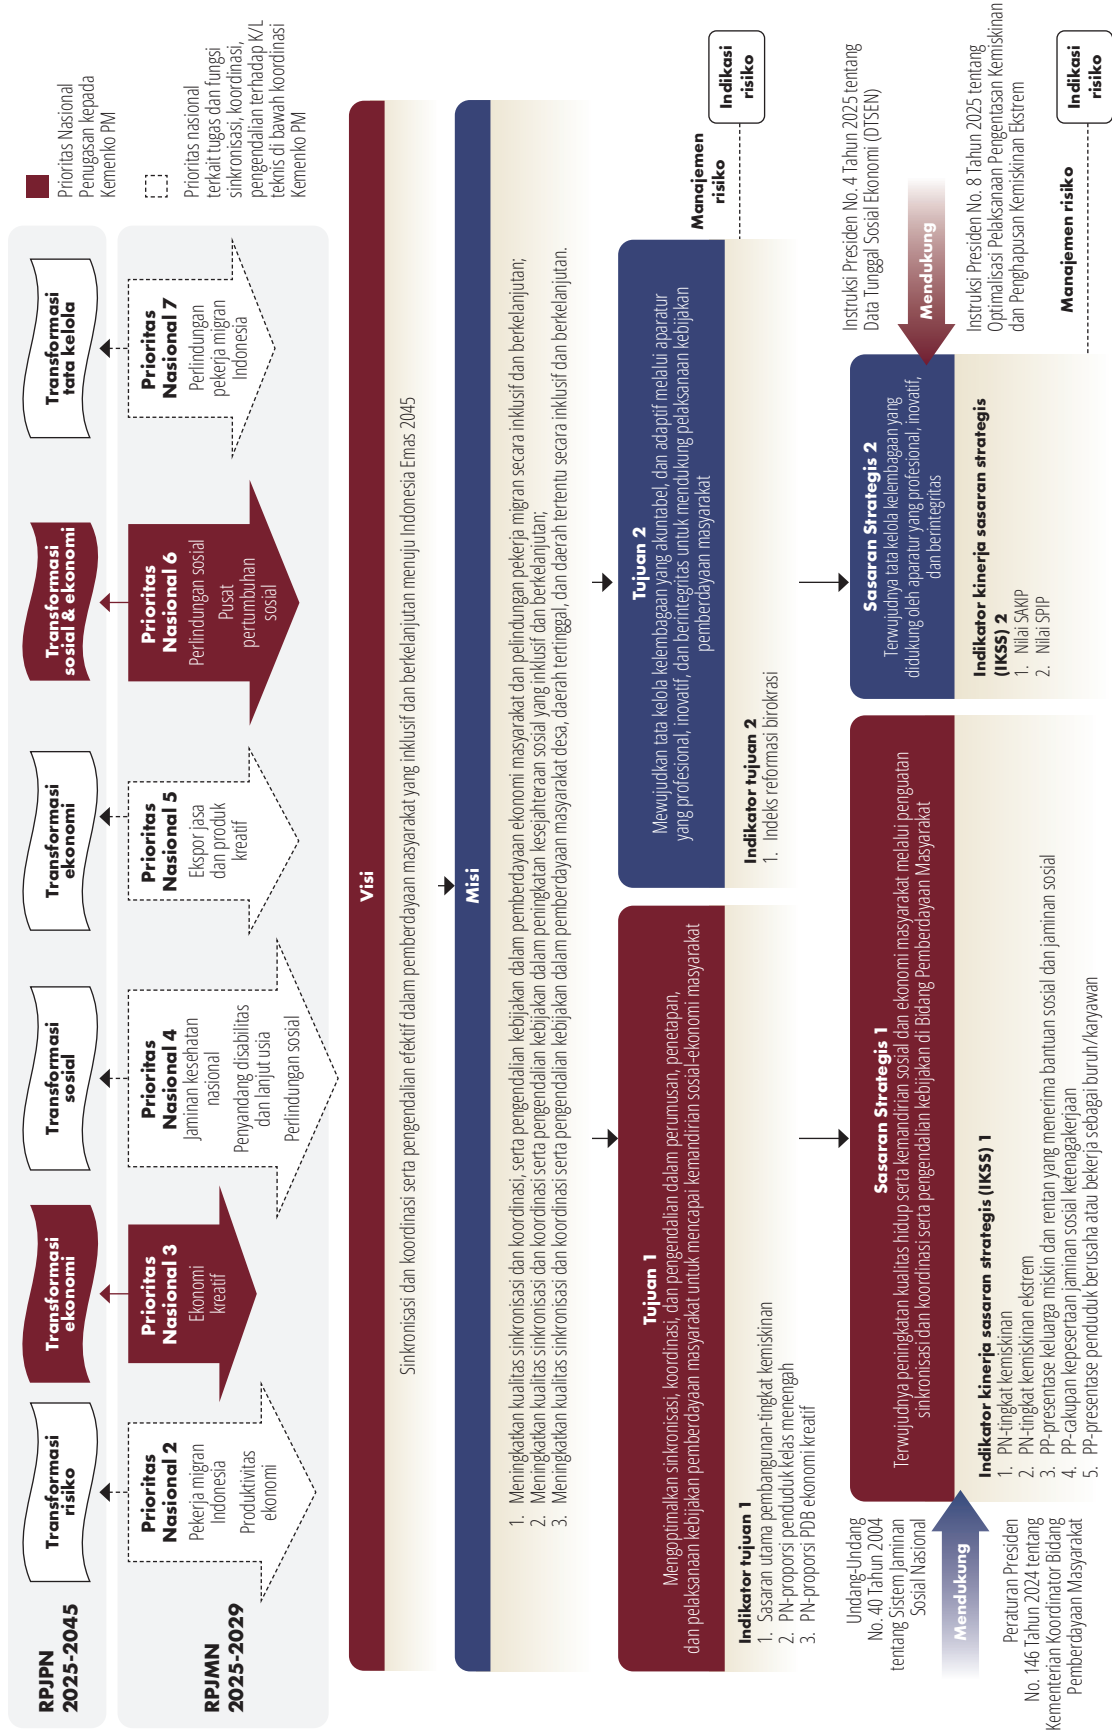 RPJPN
2025-2045
Transformasi
risiko
Transformasi
ekonomi
Transformasi
sosial
Transformasi
ekonomi
Transformasi
sosial & ekonomi
Transformasi
tata kelola
RPJMN
2025-2029
Prioritas
Nasional 2
Pekerja migran
Indonesia
Produktivitas
ekonomi
Prioritas
Nasional 3
Ekonomi
kreatif
Prioritas
Nasional 4
Jaminan kesehatan
nasional
Penyandang disabilitas
dan lanjut usia
Perlindungan sosial
Prioritas
Nasional 5
Ekspor jasa
dan produk
kreatif
Prioritas
Nasional 6
Perlindungan sosial
Pusat
pertumbuhan
sosial
Prioritas
Nasional 7
Perlindungan
pekerja migran
Indonesia
Prioritas Nasional
Penugasan kepada
Kemenko PM
Prioritas nasional
terkait tugas dan fungsi
sinkronisasi, koordinasi,
pengendalian terhadap K/L
teknis di bawah koordinasi
Kemenko PM
Visi
Sinkronisasi dan koordinasi serta pengendalian efektif dalam pemberdayaan masyarakat yang inklusif dan berkelanjutan menuju Indonesia Emas 2045
Misi
1. Meningkatkan kualitas sinkronisasi dan koordinasi, serta pengendalian kebijakan dalam pemberdayaan ekonomi masyarakat dan pelindungan pekerja migran secara inklusif dan berkelanjutan;
2. Meningkatkan kualitas sinkronisasi dan koordinasi serta pengendalian kebijakan dalam peningkatan kesejahteraan sosial yang inklusif dan berkelanjutan;
3. Meningkatkan kualitas sinkronisasi dan koordinasi serta pengendalian kebijakan dalam pemberdayaan masyarakat desa, daerah tertinggal, dan daerah tertentu secara inklusif dan berkelanjutan.
Tujuan 1
Mengoptimalkan sinkronisasi, koordinasi, dan pengendalian dalam perumusan, penetapan,
dan pelaksanaan kebijakan pemberdayaan masyarakat untuk mencapai kemandirian sosial-ekonomi masyarakat
Indikator tujuan 1
1. Sasaran utama pembangunan-tingkat kemiskinan
2. PN-proporsi penduduk kelas menengah
3. PN-proporsi PDB ekonomi kreatif
Tujuan 2
Mewujudkan tata kelola kelembagaan yang akuntabel, dan adaptif melalui aparatur
yang profesional, inovatif, dan berintegritas untuk mendukung pelaksanaan kebijakan
pemberdayaan masyarakat
Indikator tujuan 2
1. Indeks reformasi birokrasi
Manajemen
risiko
Indikasi
risiko
Undang-Undang
No. 40 Tahun 2004
tentang Sistem Jaminan
Sosial Nasional
Mendukung
Peraturan Presiden
No. 146 Tahun 2024 tentang
Kementerian Koordinator Bidang
Pemberdayaan Masyarakat
Sasaran Strategis 1
Terwujudnya peningkatan kualitas hidup serta kemandirian sosial dan ekonomi masyarakat melalui penguatan
sinkronisasi dan koordinasi serta pengendalian kebijakan di Bidang Pemberdayaan Masyarakat
Indikator kinerja sasaran strategis (IKSS) 1
1. PN-tingkat kemiskinan
2. PN-tingkat kemiskinan ekstrem
3. PP-presentase keluarga miskin dan rentan yang menerima bantuan sosial dan jaminan sosial
4. PP-cakupan kepesertaan jaminan sosial ketenagakerjaan
5. PP-presentase penduduk berusaha atau bekerja sebagai buruh/karyawan
Sasaran Strategis 2
Terwujudnya tata kelola kelembagaan yang
didukung oleh aparatur yang profesional, inovatif,
dan berintegritas
Indikator kinerja sasaran strategis
(IKSS) 2
1. Nilai SAKIP
2. Nilai SPIP
Instruksi Presiden No. 4 Tahun 2025 tentang
Data Tunggal Sosial Ekonomi (DTSEN)
Mendukung
Instruksi Presiden No. 8 Tahun 2025 tentang
Optimalisasi Pelaksanaan Pengentasan Kemiskinan
dan Penghapusan Kemiskinan Ekstrem
Manajemen risiko
Indikasi
risiko